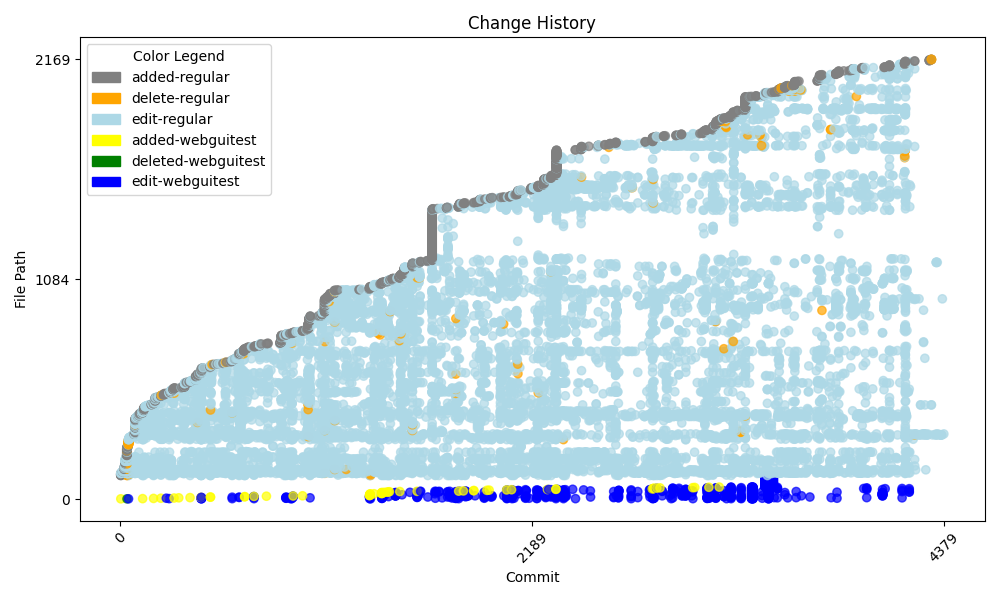 Change History
Color Legend
added-regular
delete-regular
edit-regular
added-webguitest
deleted-webguitest
edit-webguitest
File Path
2169
1084
0
0
2189
4379
Commit